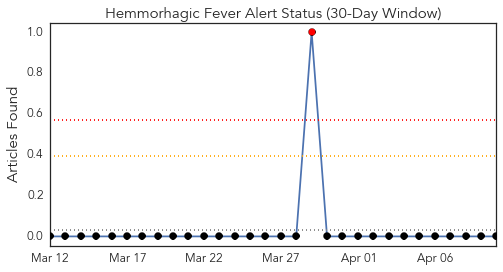 Hemmorhagic Fever Alert Status (30-Day Window)
Articles Found
1.0
0.8
0.6
0.4
0.2
0.0
Mar 12 Mar 17 Mar 22 Mar 27 Apr 01 Apr 06